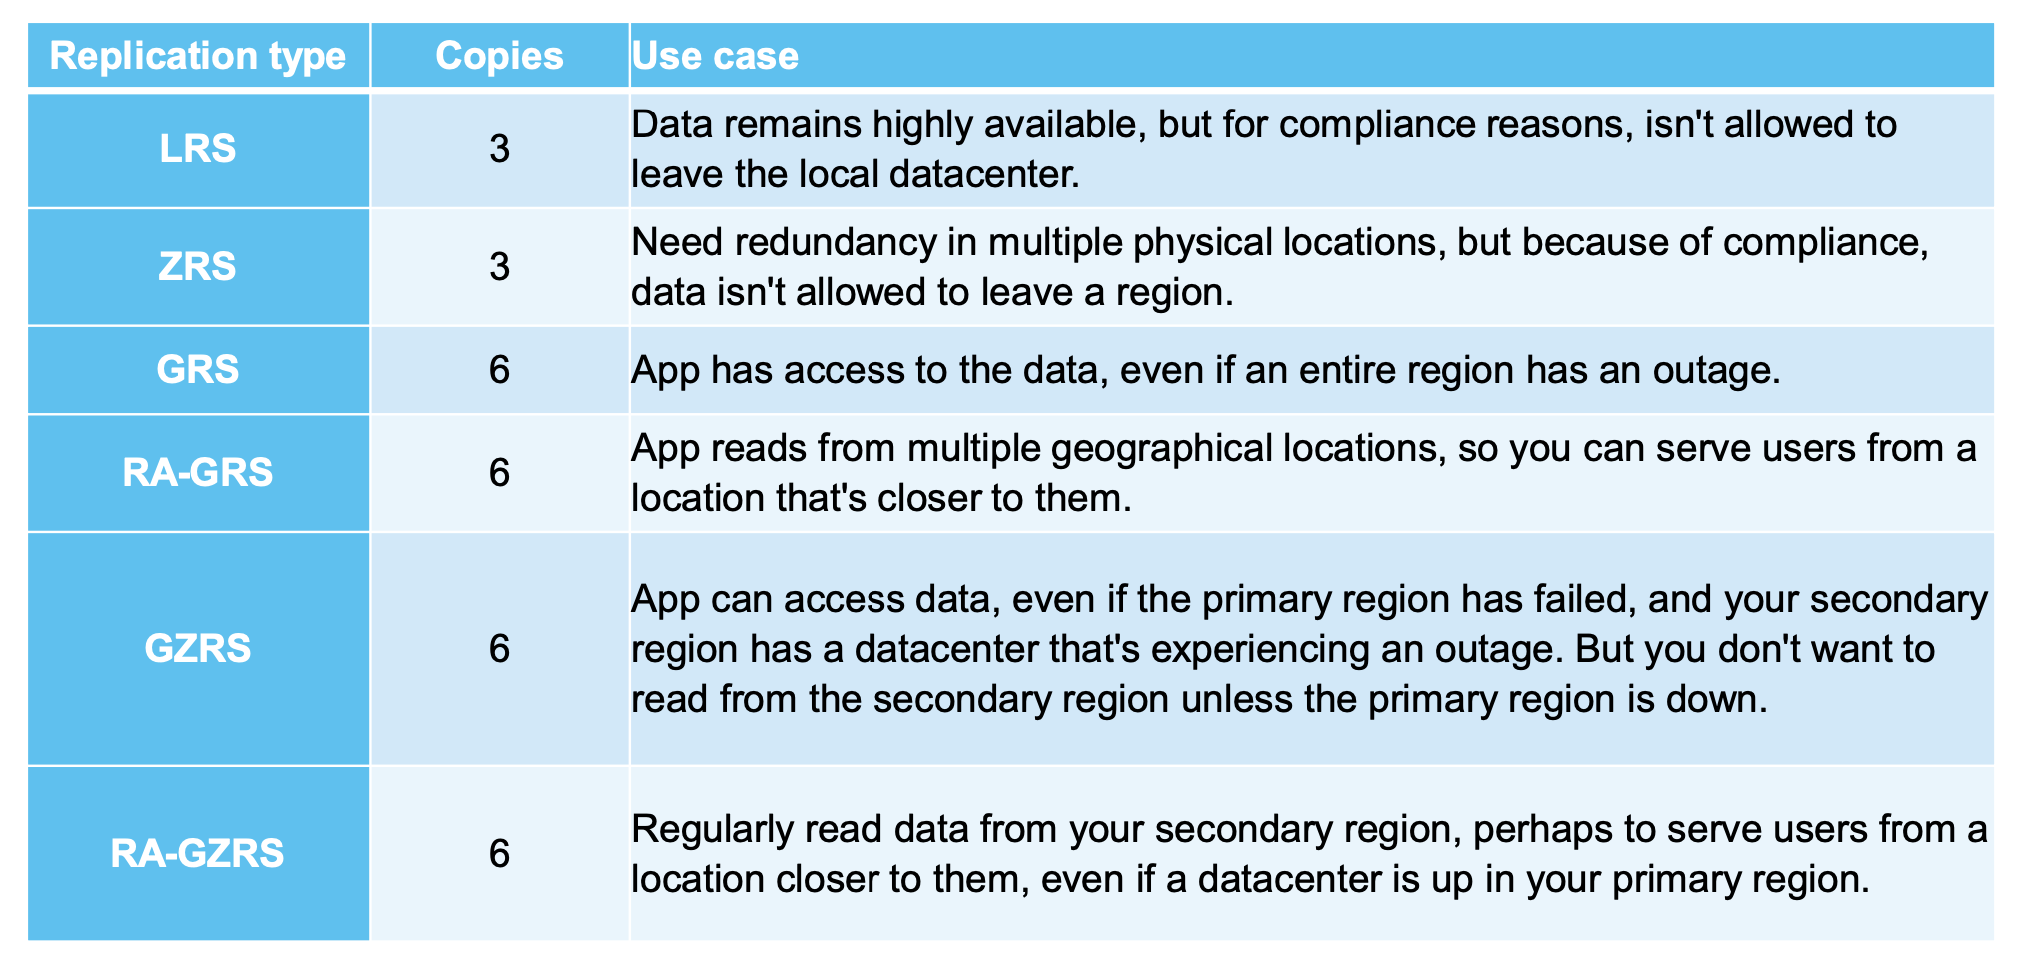 Replication type Copies Use case
LRS 3 Data remains highly available, but for compliance reasons, isn't allowed to
leave the local datacenter.
ZRS 3 Need redundancy in multiple physical locations, but because of compliance,
data isn't allowed to leave a region.
GRS 6 App has access to the data, even if an entire region has an outage.
RA-GRS 6 App reads from multiple geographical locations, so you can serve users from a
location that's closer to them.
GZRS 6 App can access data, even if the primary region has failed, and your secondary
region has a datacenter that's experiencing an outage. But you don't want to
read from the secondary region unless the primary region is down.
RA-GZRS 6 Regularly read data from your secondary region, perhaps to serve users from a
location closer to them, even if a datacenter is up in your primary region.